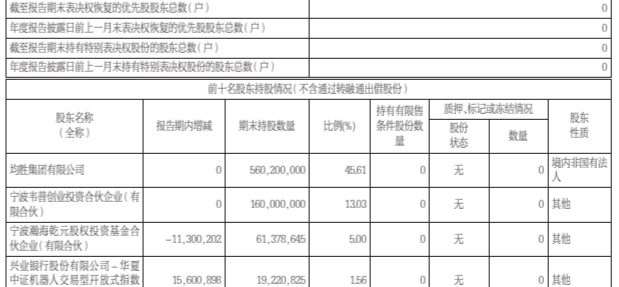 截至报告期末表决权恢复的优先股股东总数（户） 0
年度报告披露日前上一月末表决权恢复的优先股股东总数（户） 0
截至报告期末持有特别表决权股份的股东总数（户） 0
年度报告披露日前上一月末持有特别表决权股份的股东总数（户） 0
前十名股东持股情况（不含通过转融通出借股份）
股东名称
（全称）
报告期内增减
期末持股数量
比例(%)
持有有限售
条件股份数
量
质押、标记或冻结情况
股份
状态
数量
股东
性质
均胜集团有限公司 0 560,200,000 45.61 0 无 0 境内非国有法
人
宁波韦普创业投资合伙企业（有
限合伙） 0 160,000,000 13.03 0 无 0 其他
宁波瀚海乾元股权投资基金合
伙企业（有限合伙） -11,300,202 61,378,645 5.00 0 无 0 其他
兴业银行股份有限公司－华夏
中证机器人交易型开放式指数 15,600,898 19,220,825 1.56 0 无 0 其他